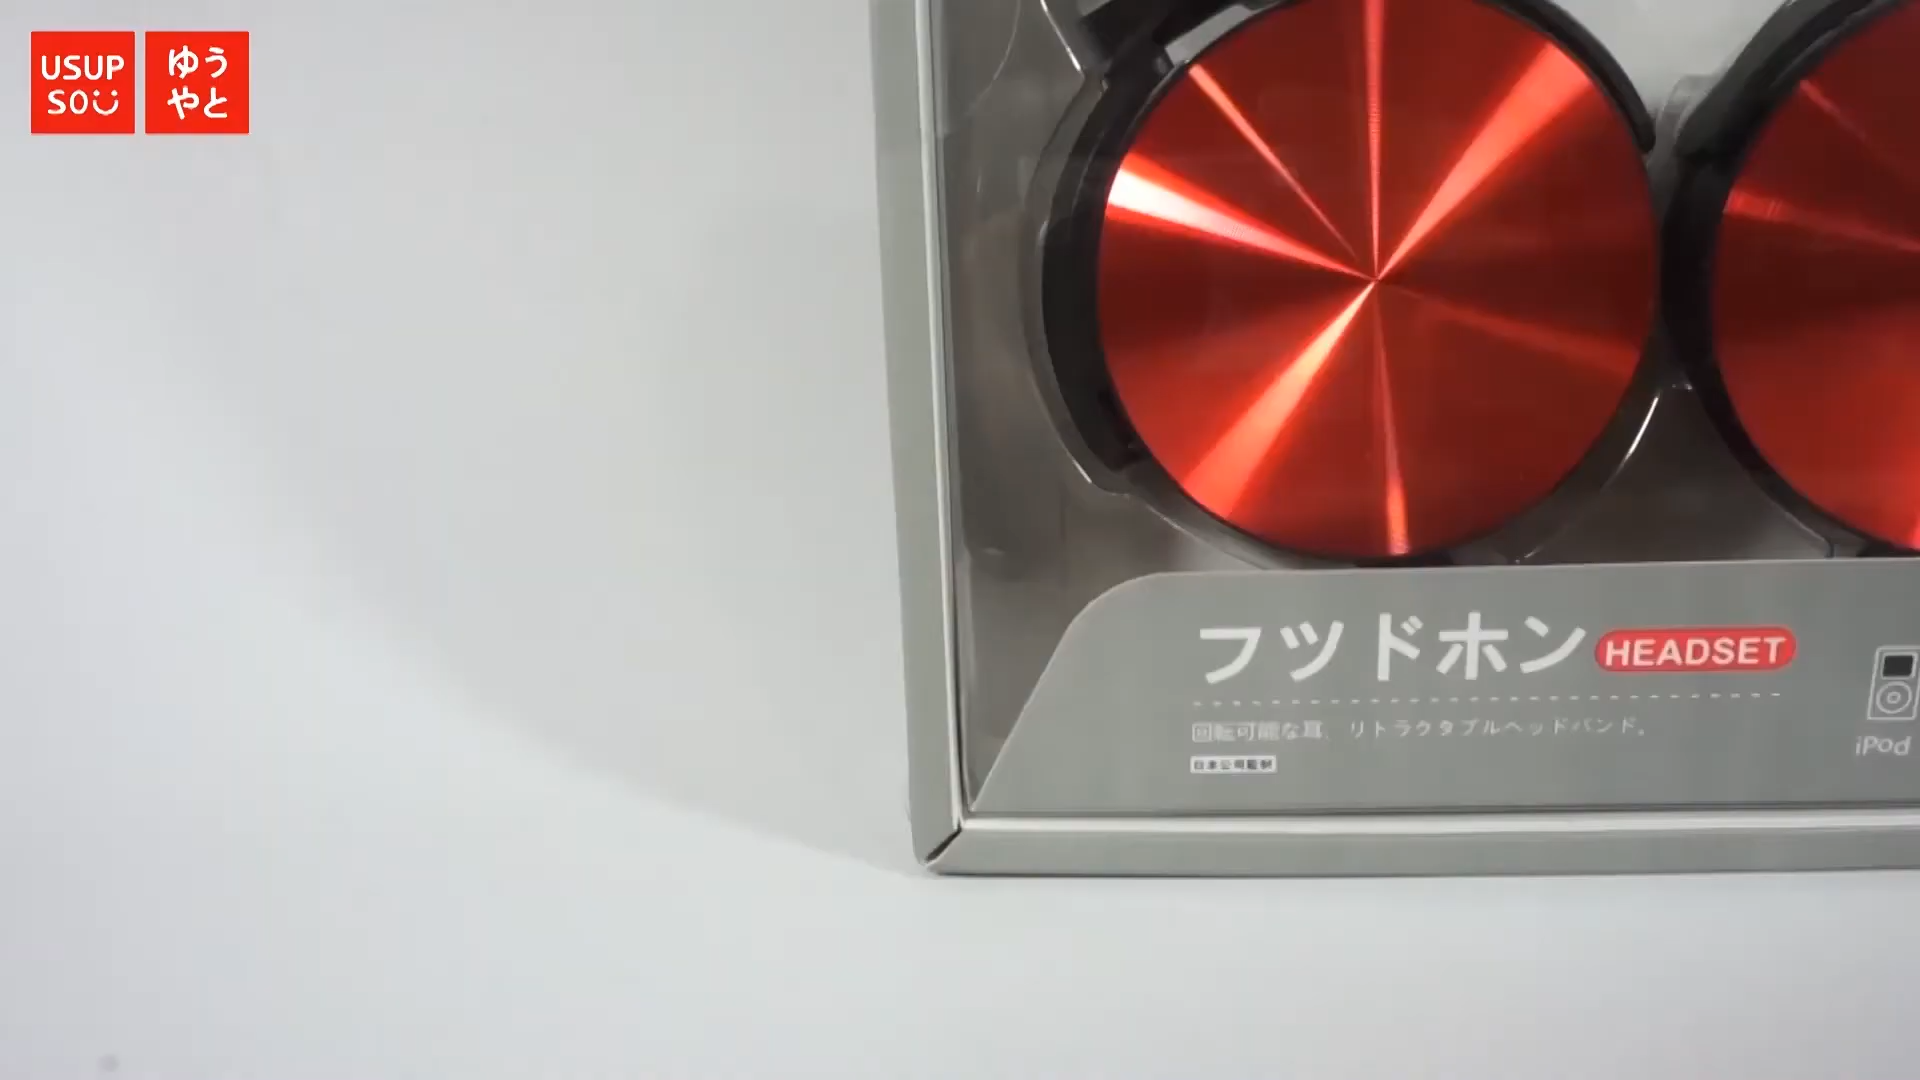 USUP
SO
ゆう
やと
フツドホン HEADSET
回転可能な耳、リトラクタブルヘッドバンド。
日本公司監制
iPod